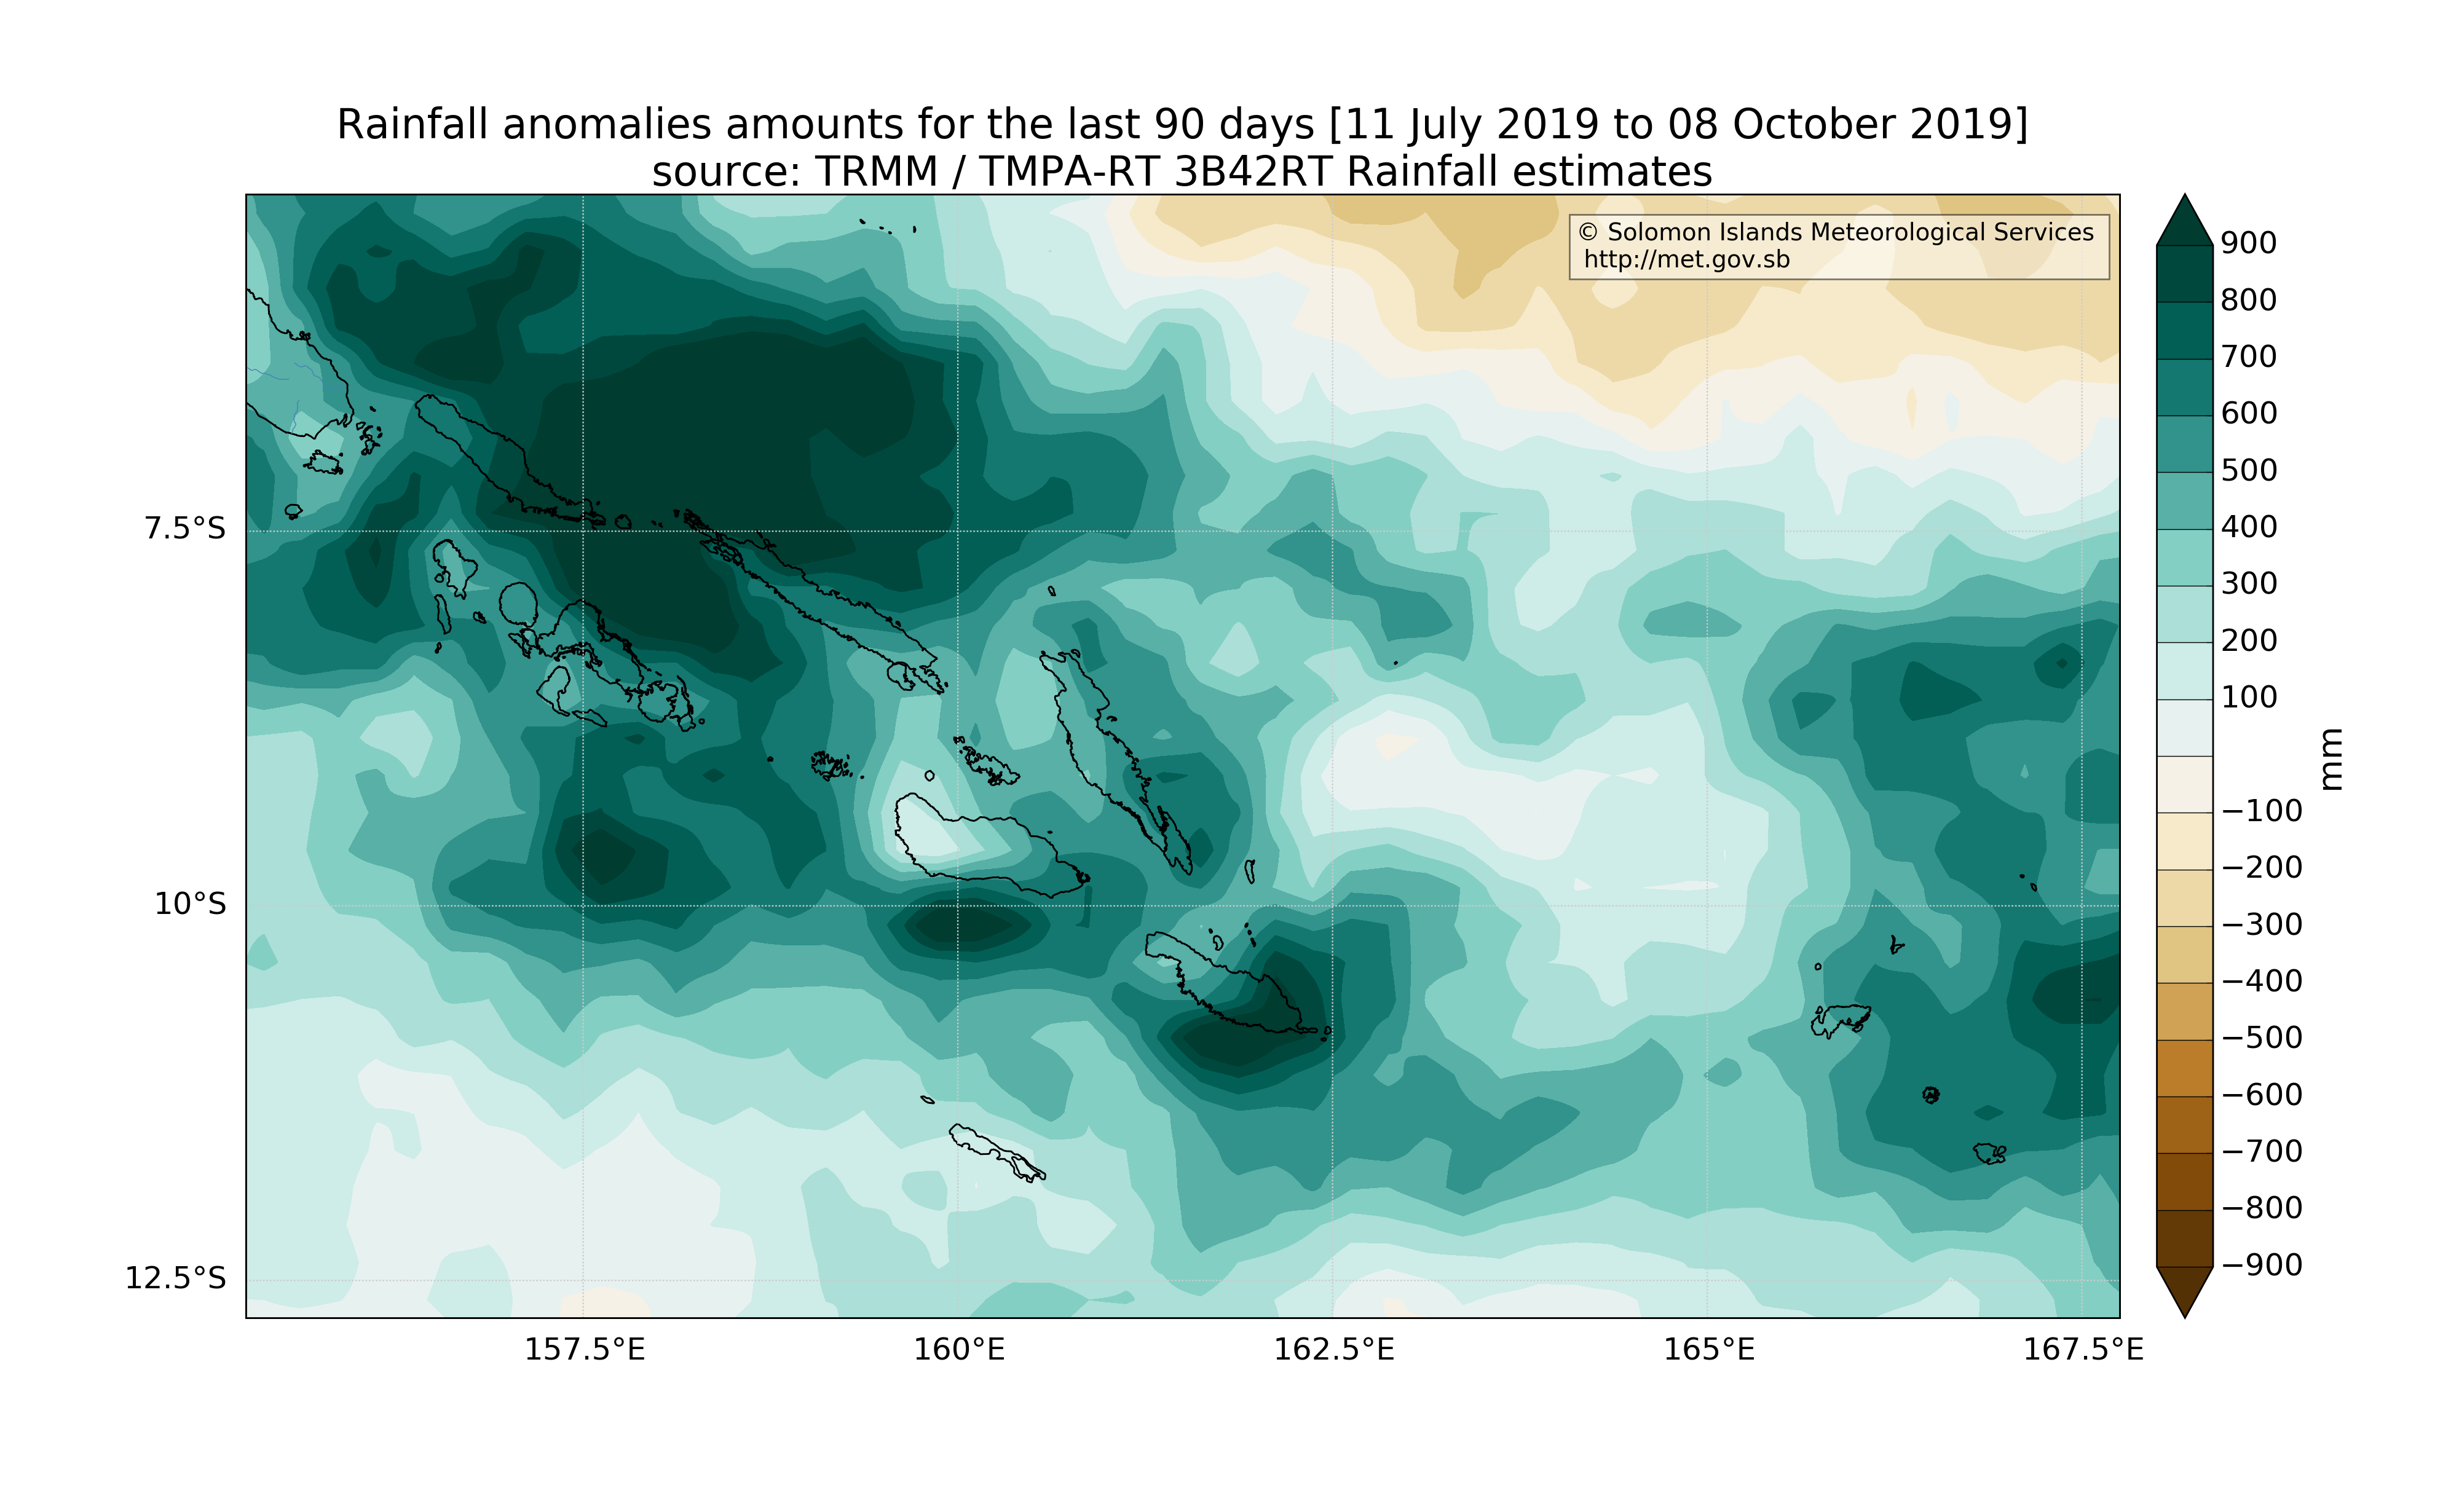 Rainfall anomalies amounts for the last 90 days [11 July 2019 to 08 October 2019]
source: TRMM / TMPA-RT 3B42RT Rainfall estimates
© Solomon Islands Meteorological Services
http://met.gov.sb
7.5°S
10°S
12.5°S
157.5°E
160°E
162.5°E
165°E
167.5°E
900
800
700
600
500
400
300
200
100
−100
−200
−300
−400
−500
−600
−700
−800
−900
mm